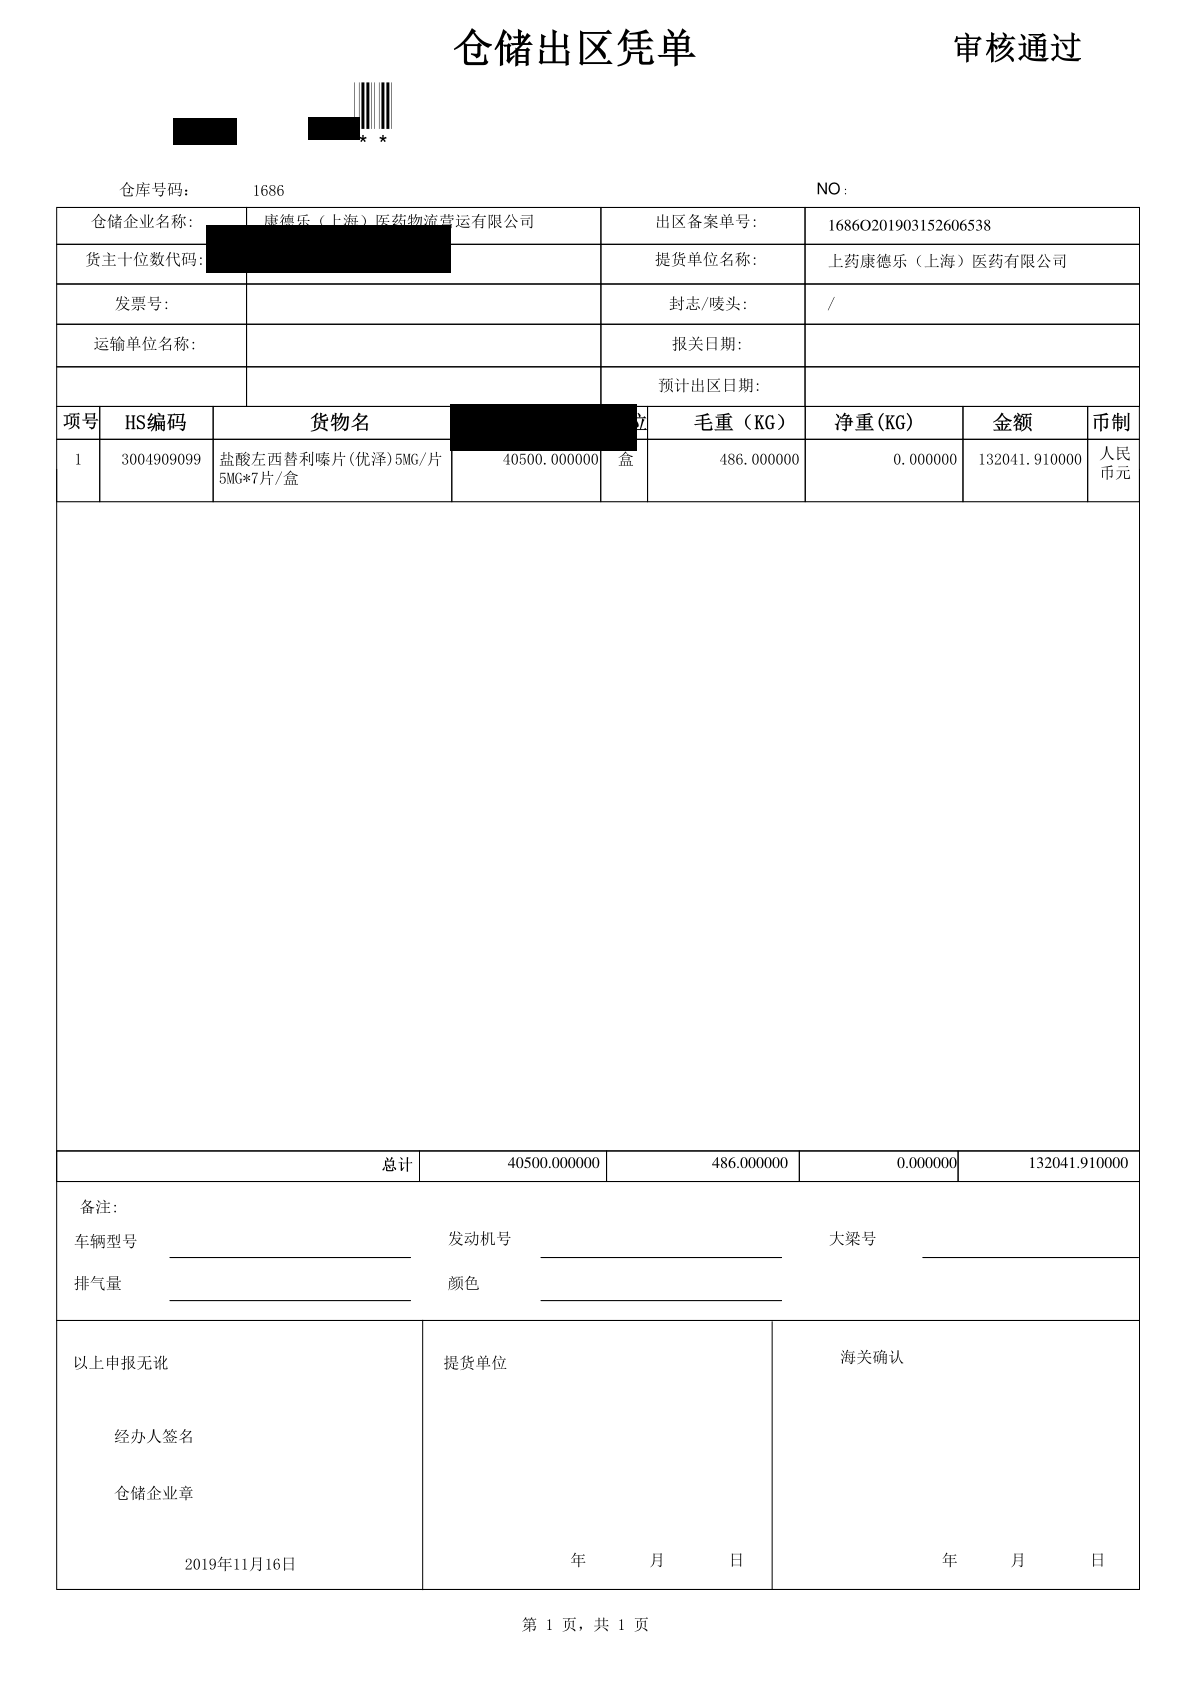 仓储出区凭单 审核通过
* *
仓库号码: 1686 NO:
仓储企业名称: 康德乐（上海）医药物流营运有限公司 出区备案单号: 1686O201903152606538
货主十位数代码: 提货单位名称: 上药康德乐（上海）医药有限公司
发票号: 封志/唛头: /
运输单位名称: 报关日期:
预计出区日期:
项号 HS编码 货物名 位 毛重（KG） 净重(KG) 金额 币制
1 3004909099 盐酸左西替利嗪片(优泽)5MG/片 40500.000000 盒 486.000000 0.000000 132041.910000 人民
5MG*7片/盒 币元
总计 40500.000000 486.000000 0.000000 132041.910000
备注:
车辆型号 发动机号 大梁号
排气量 颜色
以上申报无讹 提货单位 海关确认
经办人签名
仓储企业章
2019年11月16日 年 月 日 年 月 日
第 1 页，共 1 页